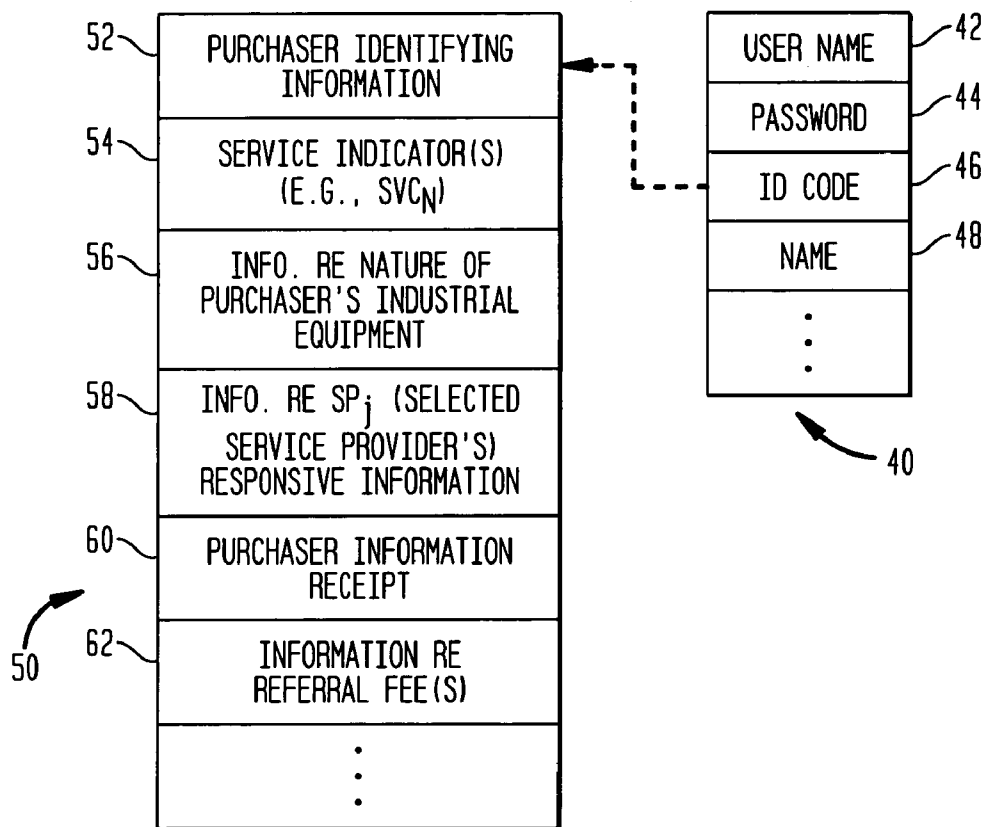 52
PURCHASER IDENTIFYING
INFORMATION
54
SERVICE INDICATOR(S)
(E.G., SVCN)
56
INFO. RE NATURE OF
PURCHASER'S INDUSTRIAL
EQUIPMENT
58
INFO. RE SPj (SELECTED
SERVICE PROVIDER'S)
RESPONSIVE INFORMATION
60
PURCHASER INFORMATION
RECEIPT
50
62
INFORMATION RE
REFERRAL FEE(S)
USER NAME
42
PASSWORD
44
ID CODE
46
NAME
48
40